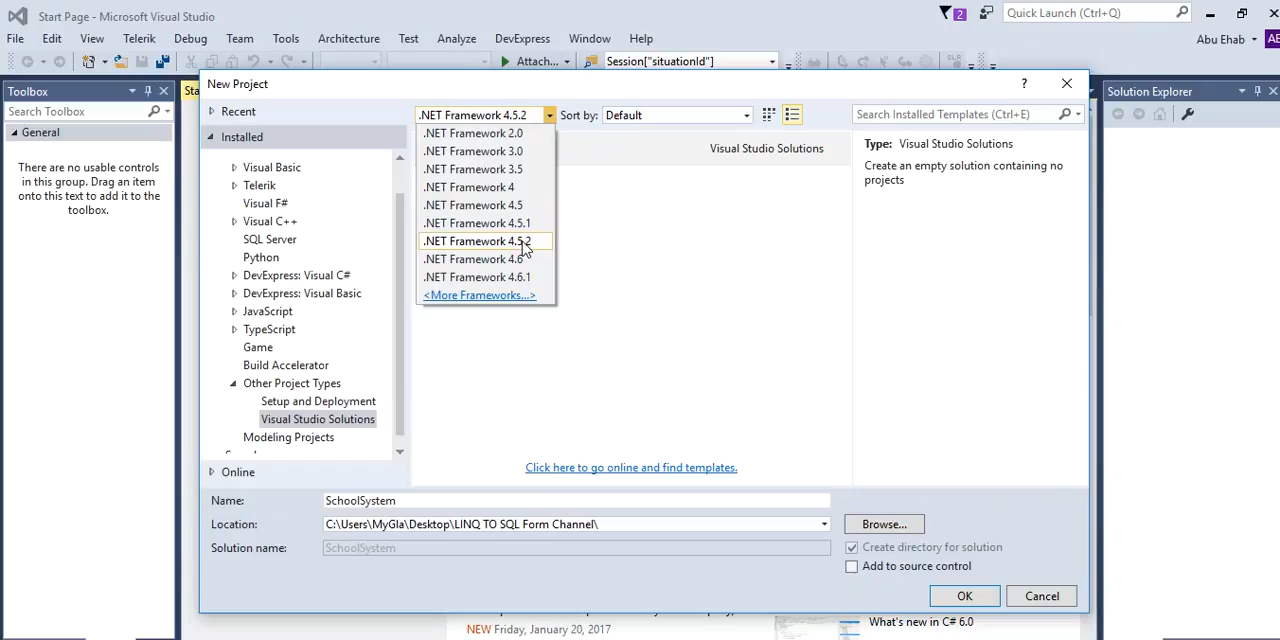 Start Page - Microsoft Visual Studio
2
Quick Launch (Ctrl+Q)
File Edit View Telerik Debug Team Tools Architecture Test Analyze DevExpress Window Help
Abu Ehab
AE
Attach...
Session["situationId"]
Toolbox
Search Toolbox
General
There are no usable controls
in this group. Drag an item
onto this text to add it to the
toolbox.
Sta
New Project
?
Recent
Installed
Visual Basic
Telerik
Visual F#
Visual C++
SQL Server
Python
DevExpress: Visual C#
DevExpress: Visual Basic
JavaScript
TypeScript
Game
Build Accelerator
Other Project Types
Setup and Deployment
Visual Studio Solutions
Modeling Projects
Online
.NET Framework 4.5.2
Sort by: Default
.NET Framework 2.0
.NET Framework 3.0
.NET Framework 3.5
.NET Framework 4
.NET Framework 4.5
.NET Framework 4.5.1
.NET Framework 4.5.2
.NET Framework 4.6
.NET Framework 4.6.1
<More Frameworks...>
Visual Studio Solutions
Click here to go online and find templates.
Search Installed Templates (Ctrl+E)
Type: Visual Studio Solutions
Create an empty solution containing no
projects
Name: SchoolSystem
Location: C:\Users\MyGla\Desktop\LINQ TO SQL Form Channel\
Browse...
Solution name: SchoolSystem
Create directory for solution
Add to source control
OK
Cancel
Solution Explorer
NEW Friday, January 20, 2017
What's new in C# 6.0